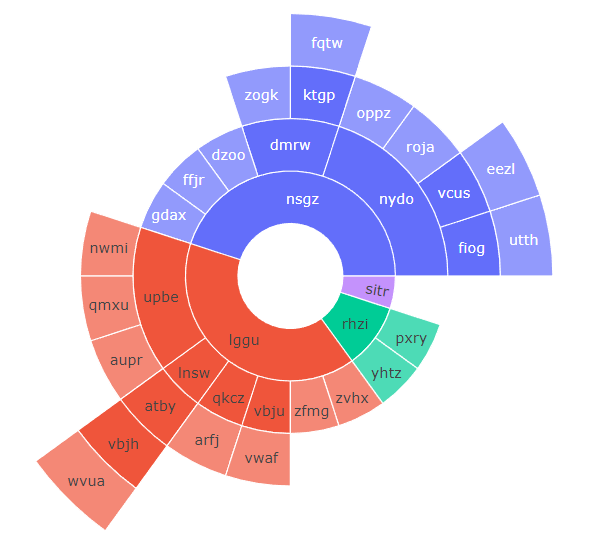 fqtw
zogk
ktgp
oppz
dzoo
dmrw
roja
eezl
ffjr
nsgz
nydo
vcus
gdax
nwmi
fiog
utth
upbe
sitr
qmxu
rhzi
lggu
pxry
aupr
lnsw
yhtz
atby
qkcz
vbju
zfmg
zvhx
vbjh
arfj
vwaf
wvua